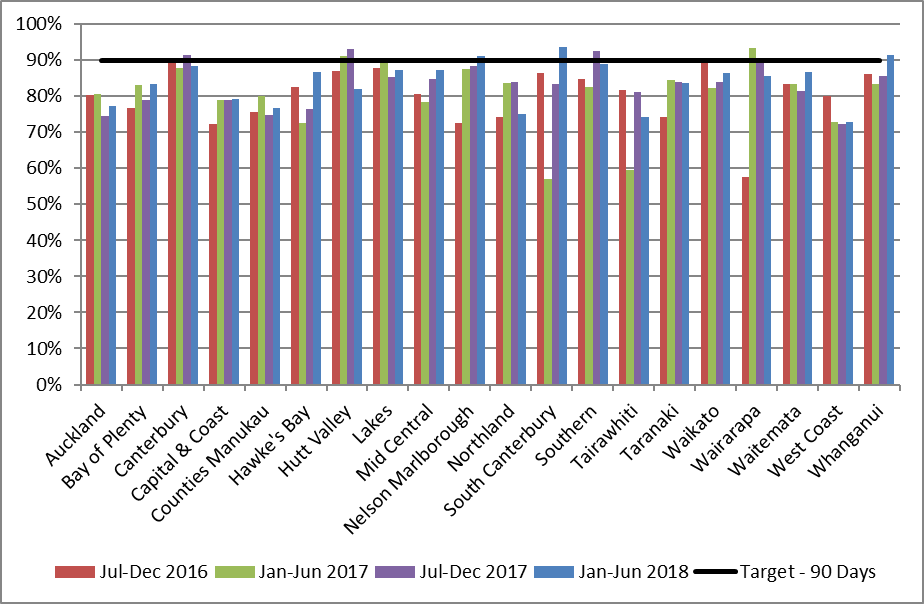 100%
90%
80%
70%
60%
50%
40%
30%
20%
10%
0%
Auckland
Bay of Plenty
Canterbury
Capital & Coast
Counties Manukau
Hawke's Bay
Hutt Valley
Lakes
Mid Central
Nelson Marlborough
Northland
South Canterbury
Southern
Tairawhiti
Taranaki
Waikato
Wairarapa
Waitemata
West Coast
Whanganui
Jul-Dec 2016 Jan-Jun 2017 Jul-Dec 2017 Jan-Jun 2018 Target - 90 Days